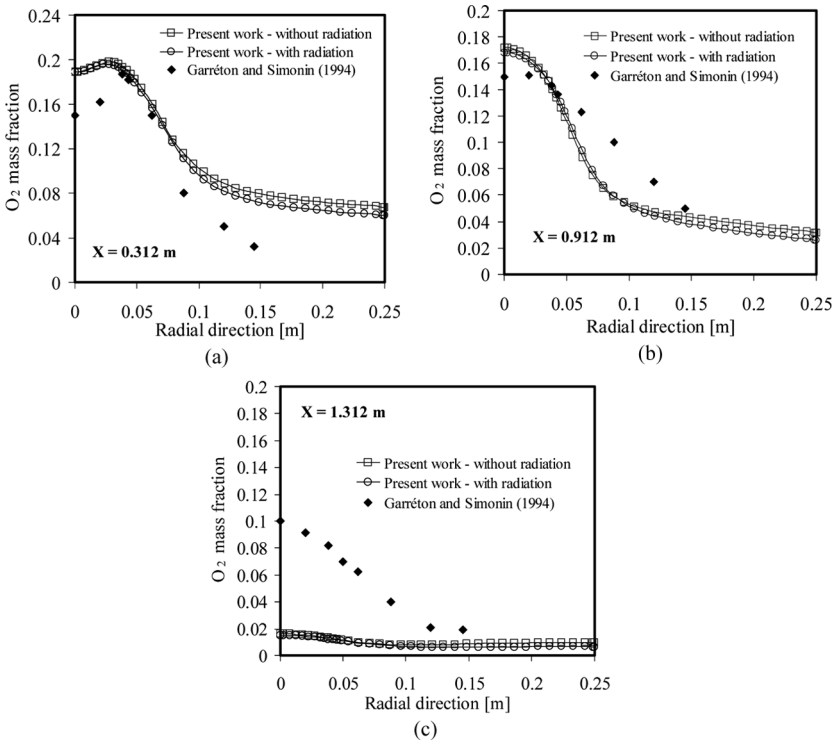 0.24
0.2
0.16
0.12
0.08
0.04
0
O2 mass fraction
Present work - without radiation
Present work - with radiation
Garréton and Simonin (1994)
X = 0.312 m
0 0.05 0.1 0.15 0.2 0.25
Radial direction [m]
(a)
0.2
0.18
0.16
0.14
0.12
0.1
0.08
0.06
0.04
0.02
0
O2 mass fraction
Present work - without radiation
Present work - with radiation
Garréton and Simonin (1994)
X = 0.912 m
0 0.05 0.1 0.15 0.2 0.25
Radial direction [m]
(b)
0.2
0.18
0.16
0.14
0.12
0.1
0.08
0.06
0.04
0.02
0
O2 mass fraction
X = 1.312 m
Present work - without radiation
Present work - with radiation
Garréton and Simonin (1994)
0 0.05 0.1 0.15 0.2 0.25
Radial direction [m]
(c)